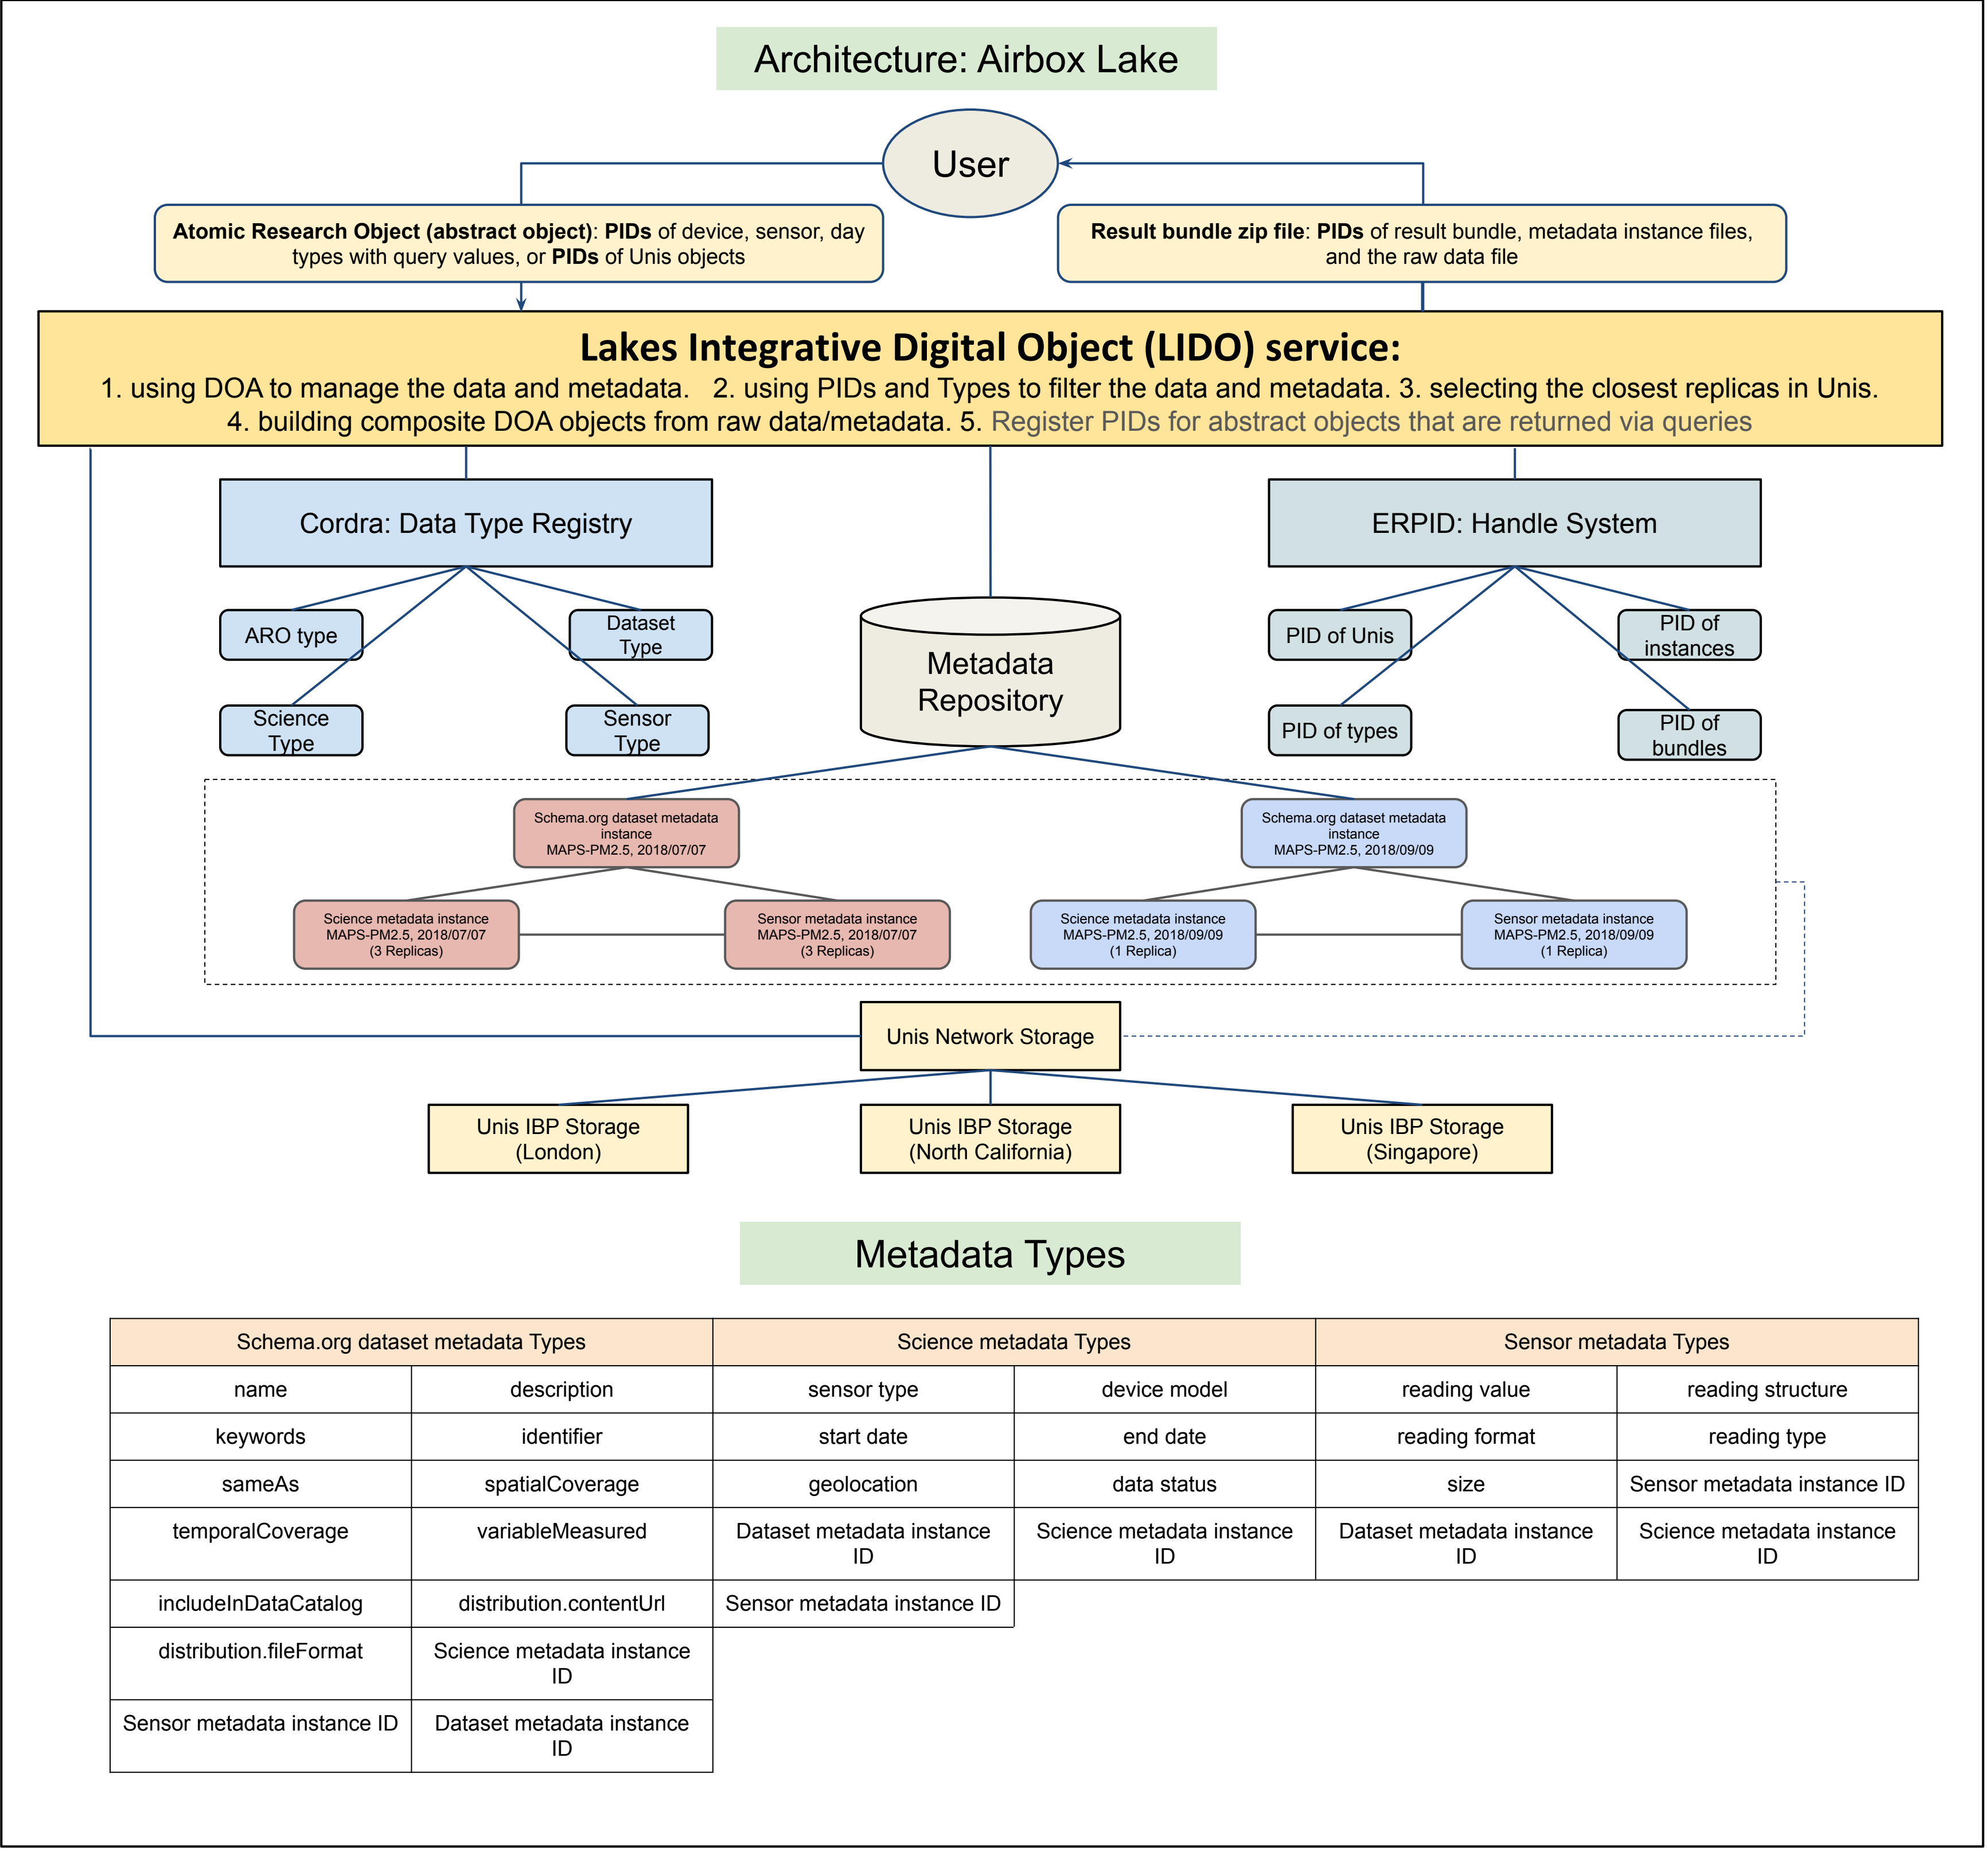 Architecture: Airbox Lake
User
Atomic Research Object (abstract object): PIDs of device, sensor, day
types with query values, or PIDs of Unis objects
Result bundle zip file: PIDs of result bundle, metadata instance files,
and the raw data file
Lakes Integrative Digital Object (LIDO) service:
1. using DOA to manage the data and metadata. 2. using PIDs and Types to filter the data and metadata. 3. selecting the closest replicas in Unis.
4. building composite DOA objects from raw data/metadata. 5. Register PIDs for abstract objects that are returned via queries
Cordra: Data Type Registry
ERPID: Handle System
ARO type
Dataset
Type
Science
Type
Sensor
Type
Metadata
Repository
PID of Unis
PID of
instances
PID of types
PID of
bundles
Schema.org dataset metadata
instance
MAPS-PM2.5, 2018/07/07
Schema.org dataset metadata
instance
MAPS-PM2.5, 2018/09/09
Science metadata instance
MAPS-PM2.5, 2018/07/07
(3 Replicas)
Sensor metadata instance
MAPS-PM2.5, 2018/07/07
(3 Replicas)
Science metadata instance
MAPS-PM2.5, 2018/09/09
(1 Replica)
Sensor metadata instance
MAPS-PM2.5, 2018/09/09
(1 Replica)
Unis Network Storage
Unis IBP Storage
(London)
Unis IBP Storage
(North California)
Unis IBP Storage
(Singapore)
Metadata Types
Schema.org dataset metadata Types
Science metadata Types
Sensor metadata Types
name
description
sensor type
device model
reading value
reading structure
keywords
identifier
start date
end date
reading format
reading type
sameAs
spatialCoverage
geolocation
data status
size
Sensor metadata instance ID
temporalCoverage
variableMeasured
Dataset metadata instance
ID
Science metadata instance
ID
Dataset metadata instance
ID
Science metadata instance
ID
includeInDataCatalog
distribution.contentUrl
Sensor metadata instance ID
distribution.fileFormat
Science metadata instance
ID
Sensor metadata instance ID
Dataset metadata instance
ID